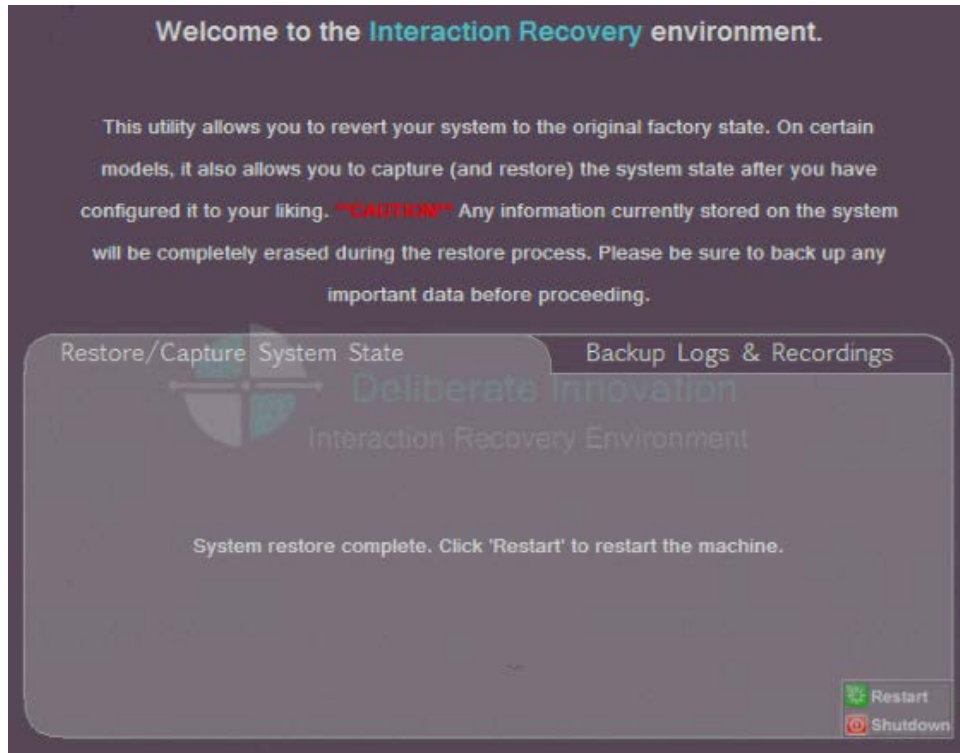 Welcome to the Interaction Recovery environment.
This utility allows you to revert your system to the original factory state. On certain
models, it also allows you to capture (and restore) the system state after you have
configured it to your liking. **CAUTION** Any information currently stored on the system
will be completely erased during the restore process. Please be sure to back up any
important data before proceeding.
Restore/Capture System State
Backup Logs & Recordings
Deliberate Innovation
Interaction Recovery Environment
System restore complete. Click 'Restart' to restart the machine.
Restart
Shutdown